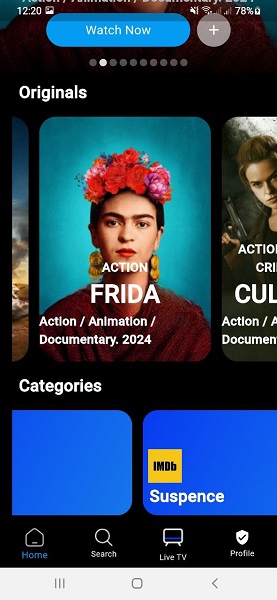 Action / Animation / Documentary. 2024
12:20 78%
Watch Now
+
Originals
ACTION
FRIDA
Action / Animation /
Documentary. 2024
ACTIO
CRI
CUL
Action / A
Documen
Categories
IMDb
Suspence
Home
Search
Live TV
Profile